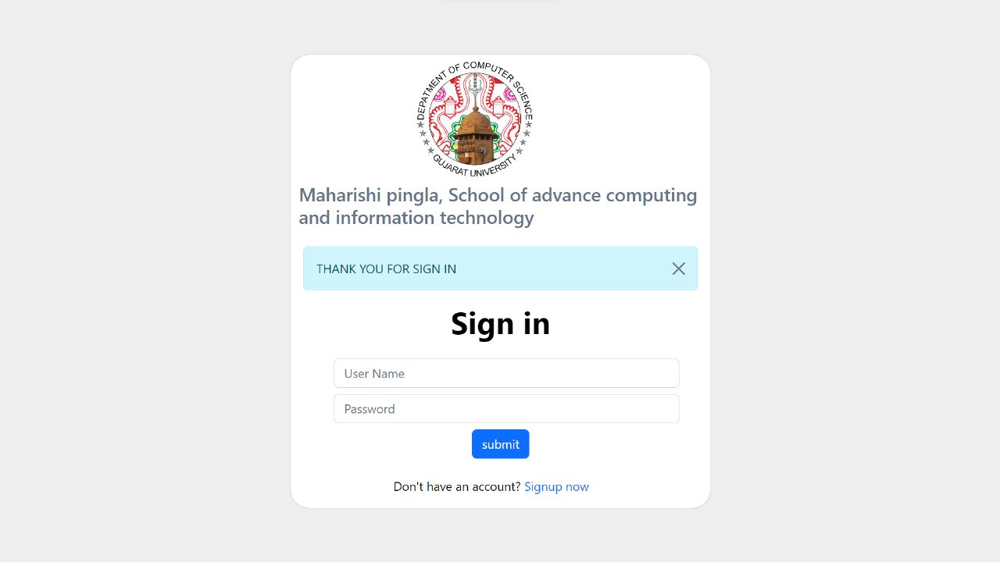 DEPATMENT OF COMPUTER SCIENCE
GUJARAT UNIVERSITY
Maharishi pingla, School of advance computing
and information technology
THANK YOU FOR SIGN IN
Sign in
User Name
Password
submit
Don't have an account? Signup now